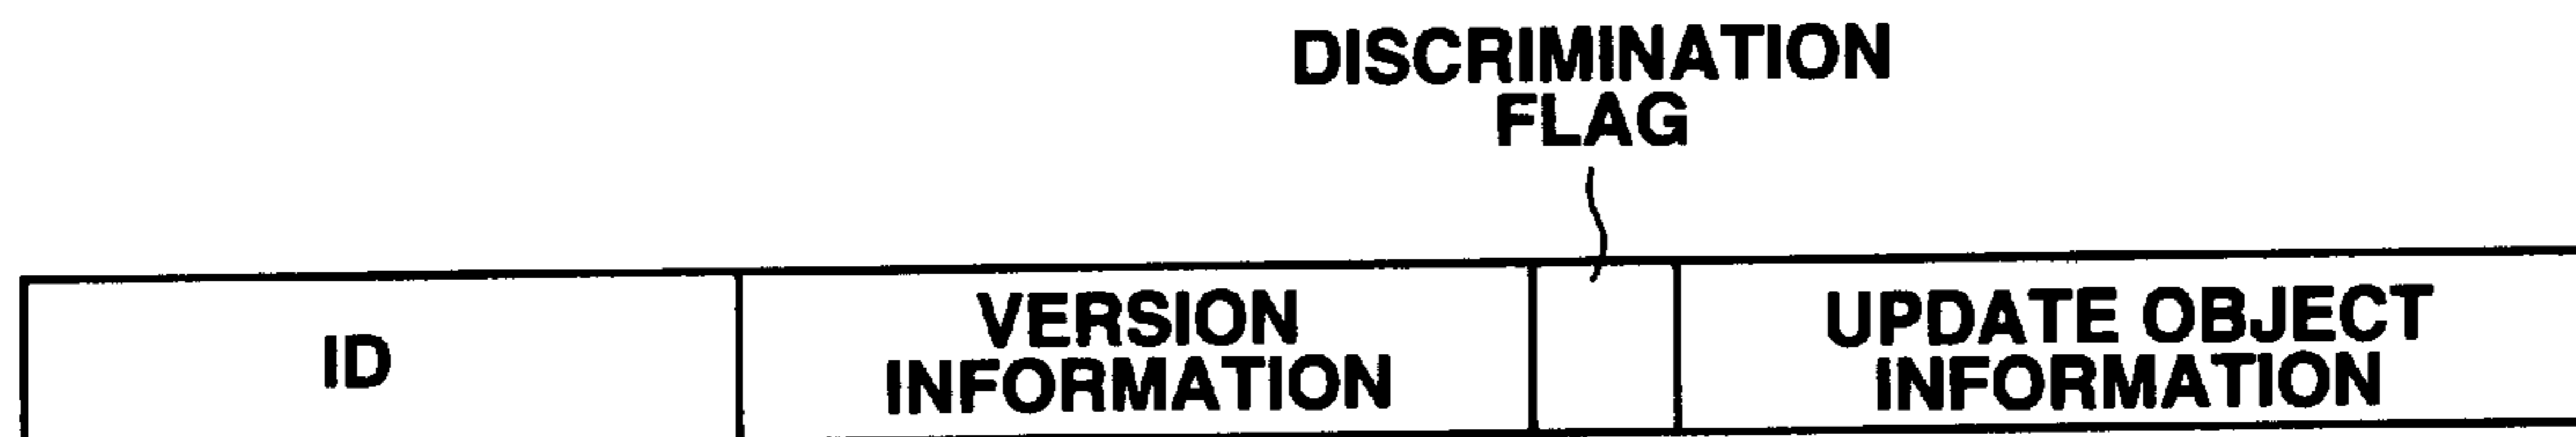 DISCRIMINATION
FLAG
ID
VERSION
INFORMATION
UPDATE OBJECT
INFORMATION